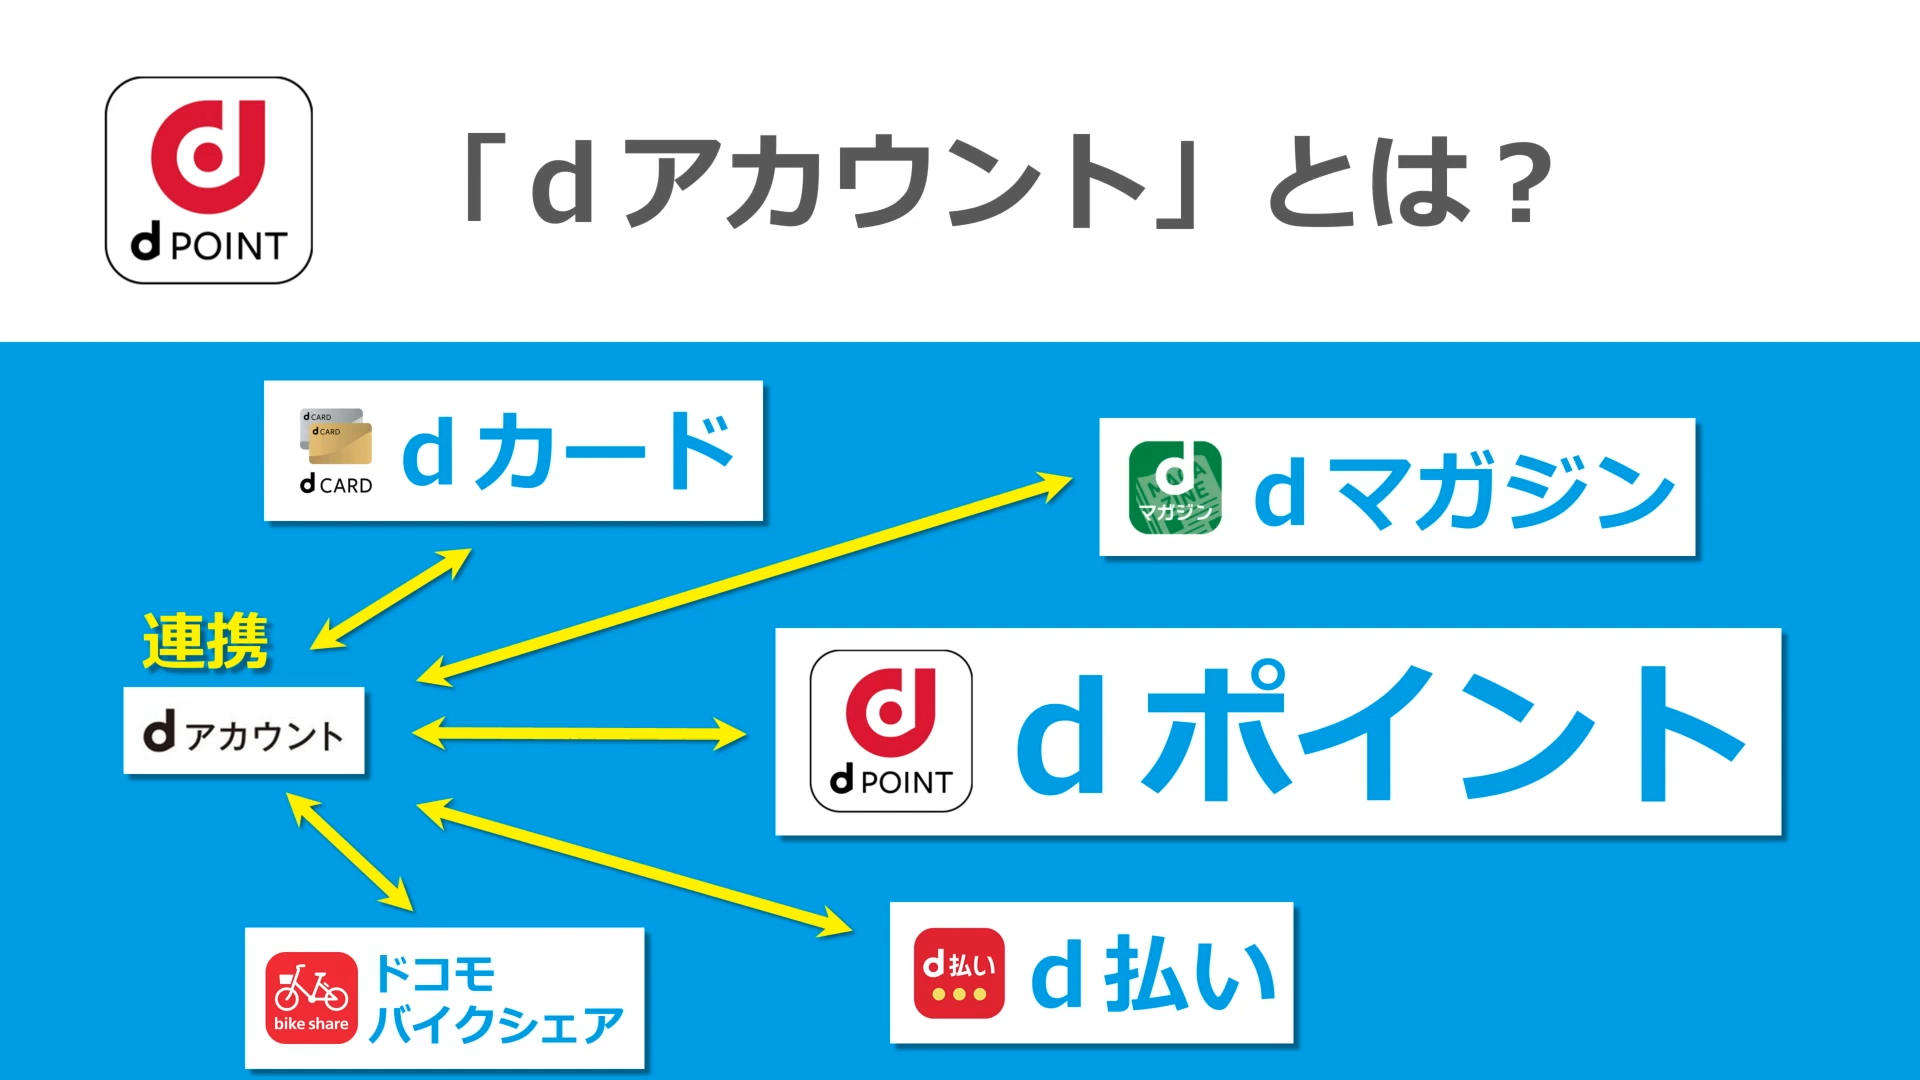 d POINT
「dアカウント」とは？
d CARD
d CARD
d CARD
dカード
d MAGAZINE
マガジン
dマガジン
連携
dアカウント
d POINT
dポイント
bike share
ドコモ
バイクシェア
d払い
d払い